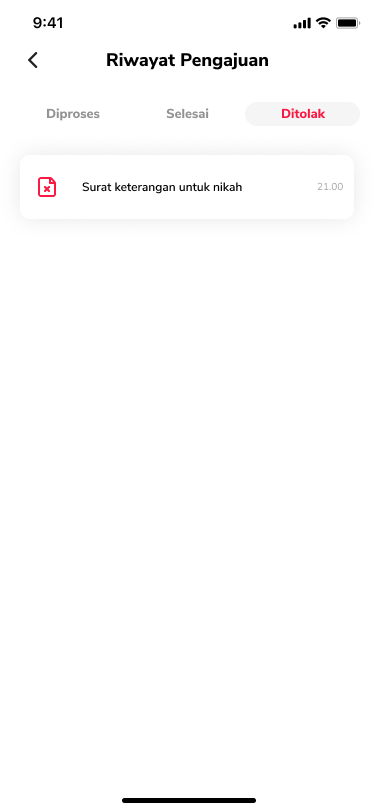 9:41
Riwayat Pengajuan
Diproses Selesai Ditolak
Surat keterangan untuk nikah 21.00